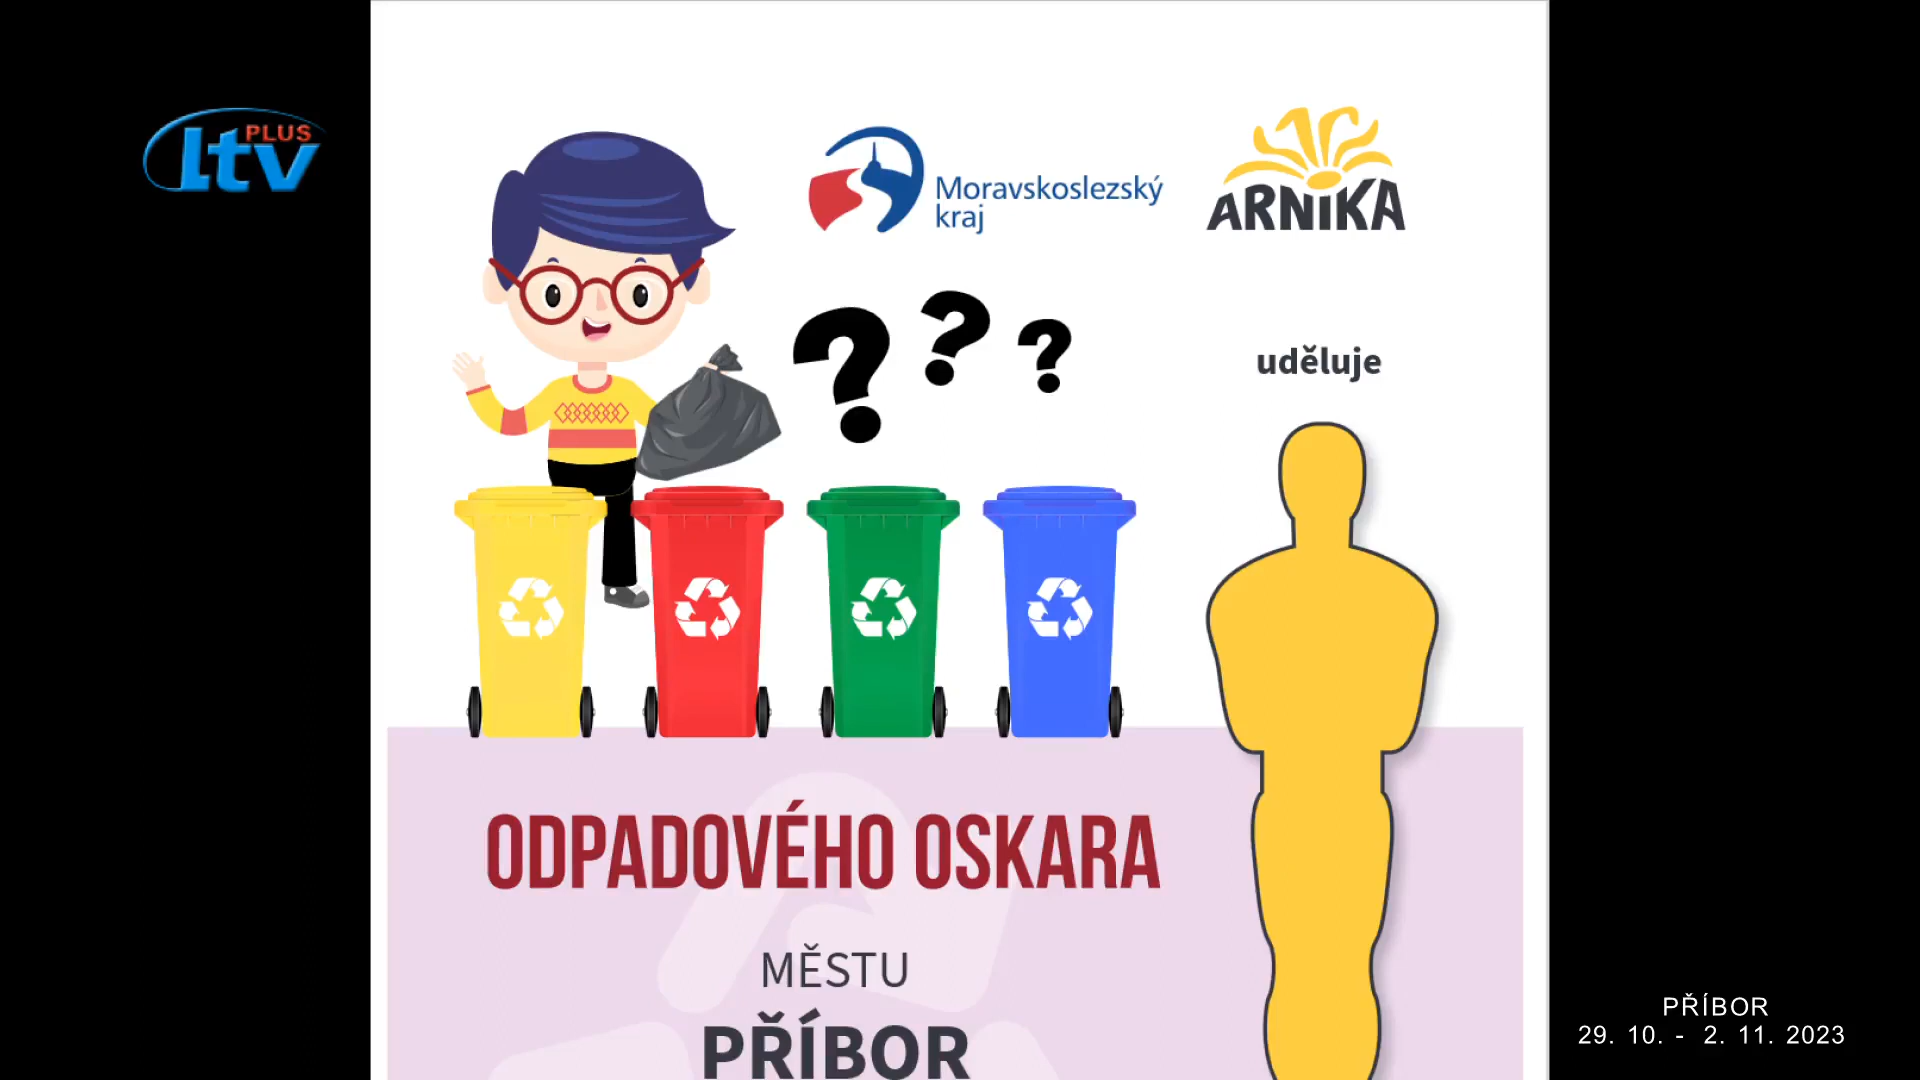 ltv PLUS
Moravskoslezský
kraj
ARNIKA
? ? ?
uděluje
ODPADOVÉHO OSKARA
MĚSTU
PŘÍBOR
PŘÍBOR
29. 10. - 2. 11. 2023